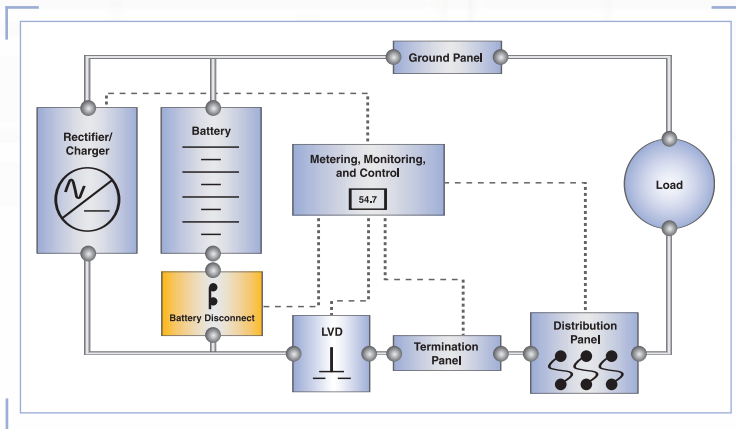 Ground Panel
Rectifier/
Charger
Battery
Metering, Monitoring,
and Control
54.7
Load
Battery Disconnect
LVD
Termination
Panel
Distribution
Panel